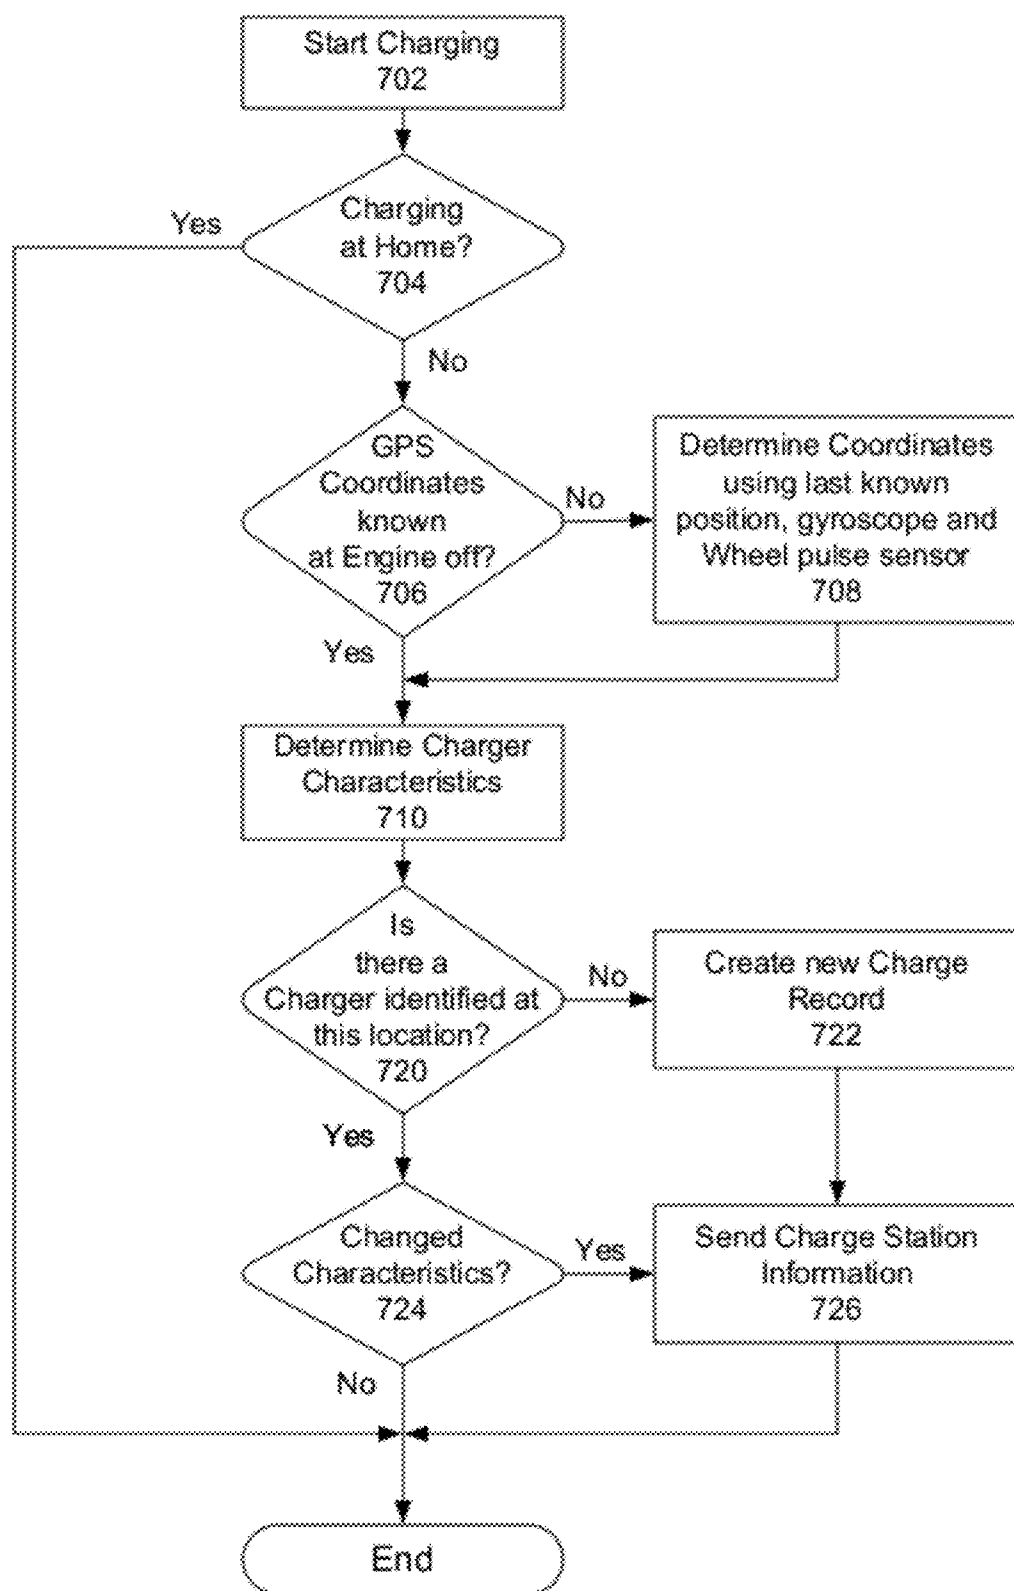 Start Charging
702
Charging
at Home?
704
Yes
No
GPS
Coordinates
known
at Engine off?
706
No
Determine Coordinates
using last known
position, gyroscope and
Wheel pulse sensor
708
Yes
Determine Charger
Characteristics
710
Is
there a
Charger identified at
this location?
720
No
Create new Charge
Record
722
Yes
Changed
Characteristics?
724
Yes
Send Charge Station
Information
726
No
End